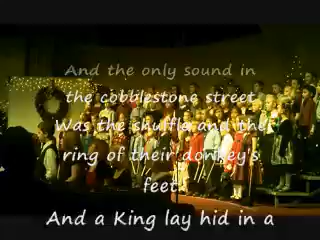 And the only sound in
the cobblestone street
Was the shuffle and the
ring of their donkey's
feet
And a King lay hid in a